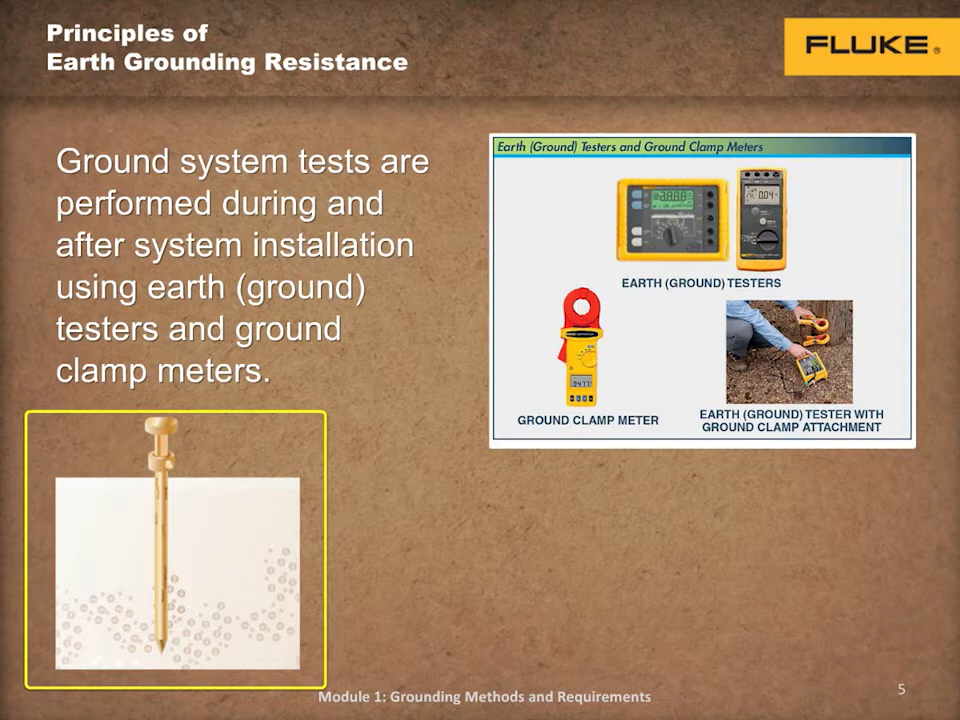 Principles of
Earth Grounding Resistance
FLUKE®
Ground system tests are
performed during and
after system installation
using earth (ground)
testers and ground
clamp meters.
Earth (Ground) Testers and Ground Clamp Meters
0.04
EARTH (GROUND) TESTERS
GROUND CLAMP METER
EARTH (GROUND) TESTER WITH
GROUND CLAMP ATTACHMENT
Module 1: Grounding Methods and Requirements
5